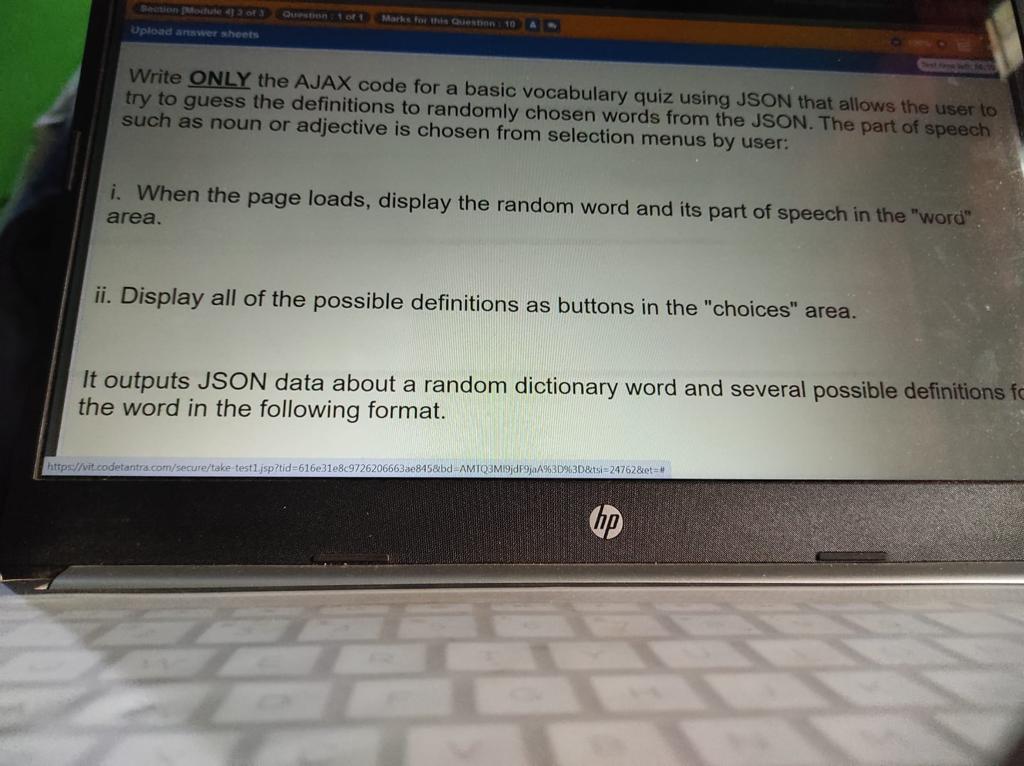 Section [Module 4] 3 of 3 Question : 1 of 1 Marks for this Question : 10 A
Upload answer sheets
Write ONLY the AJAX code for a basic vocabulary quiz using JSON that allows the user to
try to guess the definitions to randomly chosen words from the JSON. The part of speech
such as noun or adjective is chosen from selection menus by user:
i. When the page loads, display the random word and its part of speech in the "word"
area.
ii. Display all of the possible definitions as buttons in the "choices" area.
It outputs JSON data about a random dictionary word and several possible definitions fo
the word in the following format.
https://vit.codetantra.com/secure/take-test1.jsp?tid=616e31e8c9726206663ae845&bd=AMTQ3MI9jdF9jaA%3D%3D&tsi=24762&et=#
hp